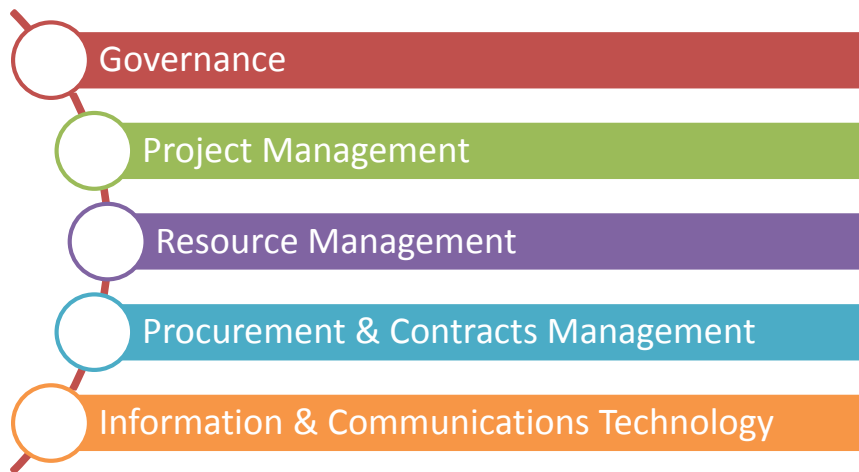 Governance
Project Management
Resource Management
Procurement & Contracts Management
Information & Communications Technology